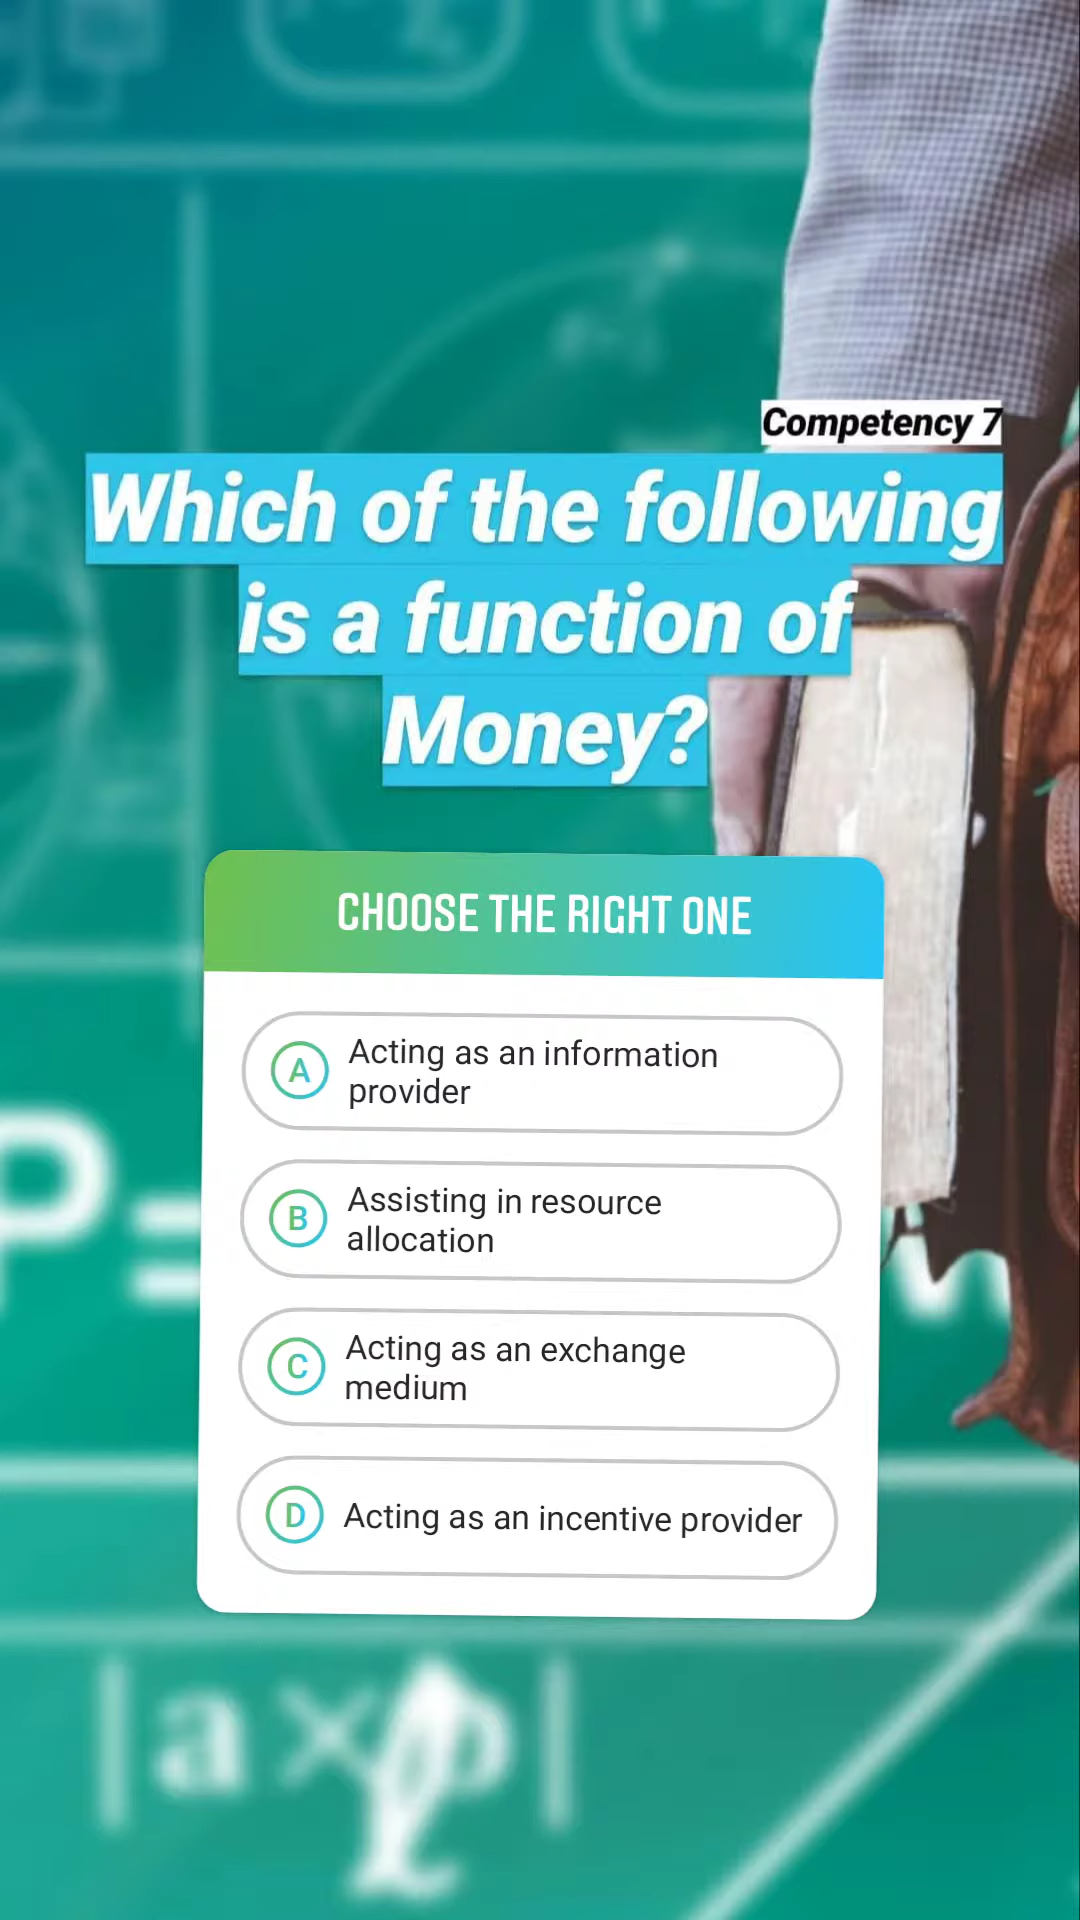 Competency 7
Which of the following
is a function of
Money?
CHOOSE THE RIGHT ONE
A Acting as an information
provider
B Assisting in resource
allocation
C Acting as an exchange
medium
D Acting as an incentive provider
P=
|a×p|